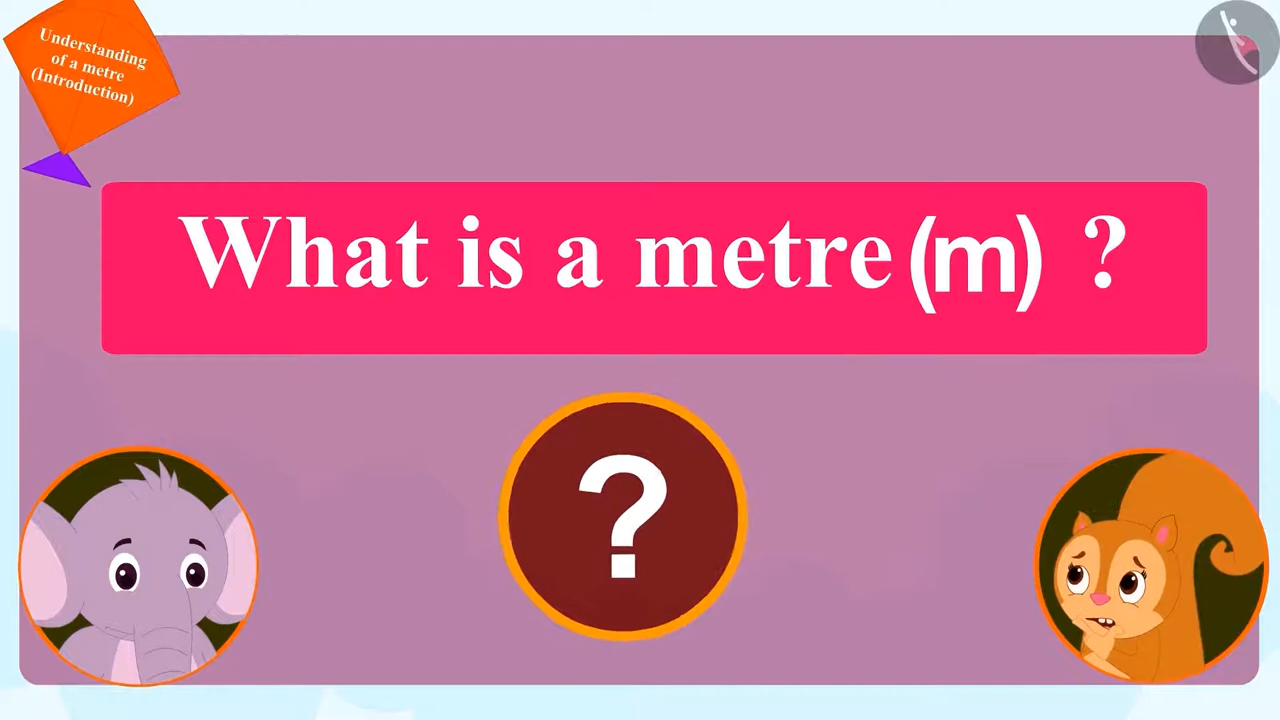 Understanding
of a metre
(Introduction)
What is a metre (m) ?
?